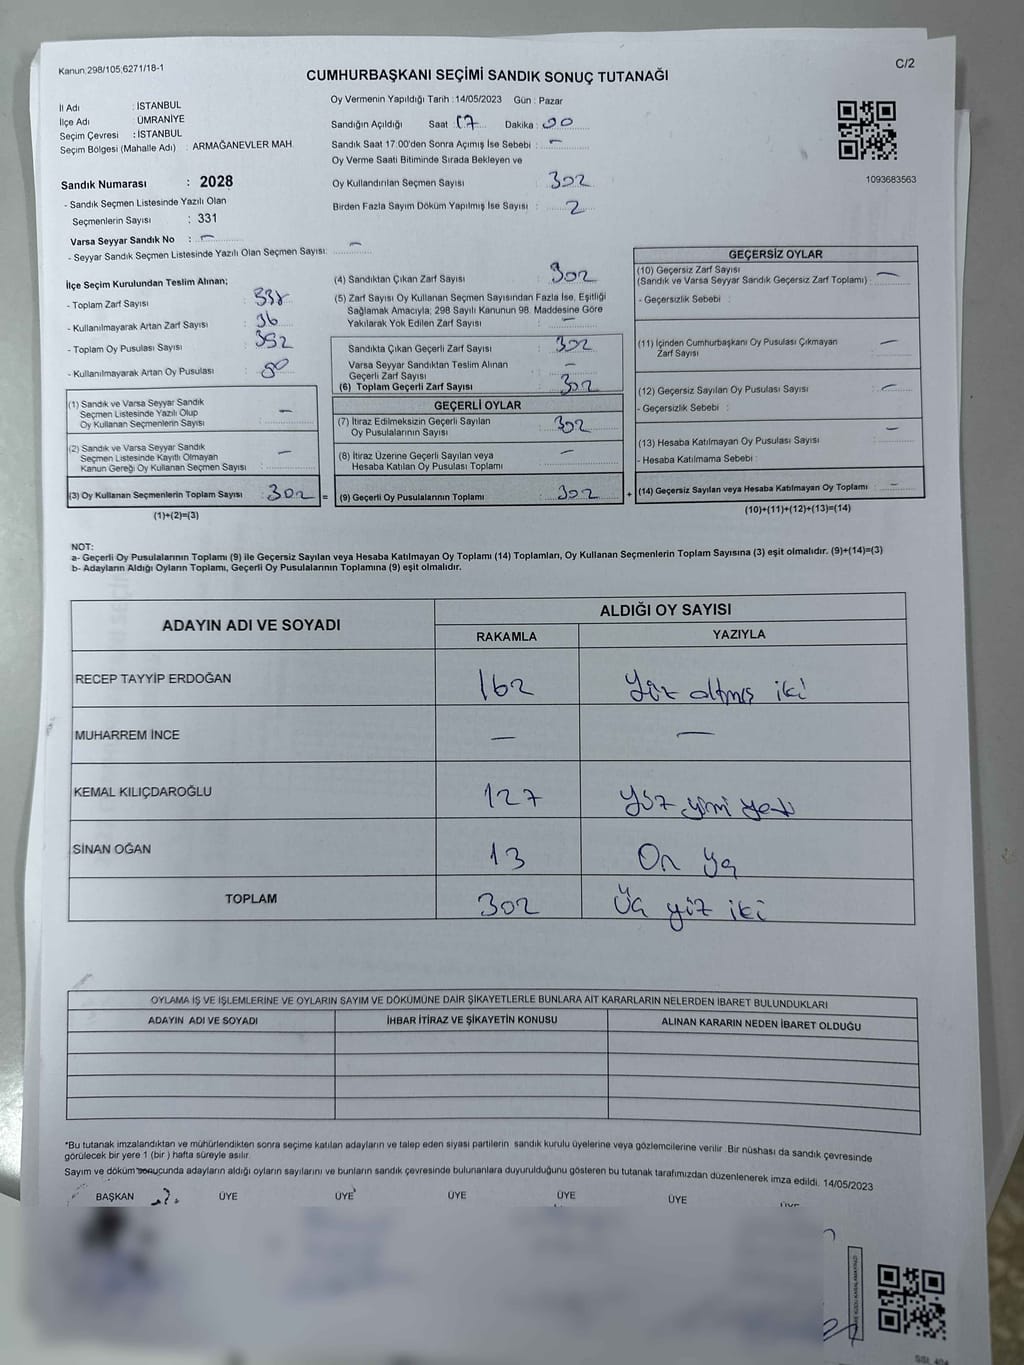 Kanun 298/105;6271/18-1
C/2
CUMHURBAŞKANI SEÇİMİ SANDIK SONUÇ TUTANAĞI
İl Adı : İSTANBUL
İlçe Adı : ÜMRANİYE
Seçim Çevresi : İSTANBUL
Seçim Bölgesi (Mahalle Adı) : ARMAĞANEVLER MAH.
Sandık Numarası : 2028
- Sandık Seçmen Listesinde Yazılı Olan
Seçmenlerin Sayısı : 331
Varsa Seyyar Sandık No : —
- Seyyar Sandık Seçmen Listesinde Yazılı Olan Seçmen Sayısı: —
Oy Vermenin Yapıldığı Tarih :14/05/2023 Gün : Pazar
Sandığın Açıldığı Saat : 17 Dakika : 00
Sandık Saat 17:00'den Sonra Açımış İse Sebebi : —
Oy Verme Saati Bitiminde Sırada Bekleyen ve
Oy Kullandırılan Seçmen Sayısı 302
Birden Fazla Sayım Döküm Yapılmış İse Sayısı : 2
1093683563
İlçe Seçim Kurulundan Teslim Alınan;
- Toplam Zarf Sayısı : 338
- Kullanılmayarak Artan Zarf Sayısı : 36
- Toplam Oy Pusulası Sayısı : 352
- Kullanılmayarak Artan Oy Pusulası :
(1) Sandık ve Varsa Seyyar Sandık
Seçmen Listesinde Yazılı Olup
Oy Kullanan Seçmenlerin Sayısı : —
(2) Sandık ve Varsa Seyyar Sandık
Seçmen Listesinde Kayıtlı Olmayan
Kanun Gereği Oy Kullanan Seçmen Sayısı : —
(3) Oy Kullanan Seçmenlerin Toplam Sayısı : 302 =
(1)+(2)=(3)
(4) Sandıktan Çıkan Zarf Sayısı : 302
(5) Zarf Sayısı Oy Kullanan Seçmen Sayısından Fazla İse, Eşitliği
Sağlamak Amacıyla; 298 Sayılı Kanunun 98. Maddesine Göre
Yakılarak Yok Edilen Zarf Sayısı : —
Sandıkta Çıkan Geçerli Zarf Sayısı : 302
Varsa Seyyar Sandıktan Teslim Alınan
Geçerli Zarf Sayısı : —
(6) Toplam Geçerli Zarf Sayısı : 302
GEÇERLİ OYLAR
(7) İtiraz Edilmeksizin Geçerli Sayılan
Oy Pusulalarının Sayısı : 302
(8) İtiraz Üzerine Geçerli Sayılan veya
Hesaba Katılan Oy Pusulası Toplamı : —
(9) Geçerli Oy Pusulalarının Toplamı : 302 +
GEÇERSİZ OYLAR
(10) Geçersiz Zarf Sayısı
(Sandık ve Varsa Seyyar Sandık Geçersiz Zarf Toplamı) : —
- Geçersizlik Sebebi :
(11) İçinden Cumhurbaşkanı Oy Pusulası Çıkmayan
Zarf Sayısı : —
(12) Geçersiz Sayılan Oy Pusulası Sayısı : —
- Geçersizlik Sebebi :
(13) Hesaba Katılmayan Oy Pusulası Sayısı : —
- Hesaba Katılmama Sebebi :
(14) Geçersiz Sayılan veya Hesaba Katılmayan Oy Toplamı : —
(10)+(11)+(12)+(13)=(14)
NOT:
a- Geçerli Oy Pusulalarının Toplamı (9) ile Geçersiz Sayılan veya Hesaba Katılmayan Oy Toplamı (14) Toplamları, Oy Kullanan Seçmenlerin Toplam Sayısına (3) eşit olmalıdır. (9)+(14)=(3)
b- Adayların Aldığı Oyların Toplamı, Geçerli Oy Pusulalarının Toplamına (9) eşit olmalıdır.
ADAYIN ADI VE SOYADI ALDIĞI OY SAYISI
RAKAMLA YAZIYLA
RECEP TAYYİP ERDOĞAN 162 Yüz altmış iki
MUHARREM İNCE — —
KEMAL KILIÇDAROĞLU 127 Yüz yimi yedi
SİNAN OĞAN 13 On üç
TOPLAM 302 Üç yüz iki
OYLAMA İŞ VE İŞLEMLERİNE VE OYLARIN SAYIM VE DÖKÜMÜNE DAİR ŞİKAYETLERLE BUNLARA AİT KARARLARIN NELERDEN İBARET BULUNDUKLARI
ADAYIN ADI VE SOYADI İHBAR İTİRAZ VE ŞİKAYETİN KONUSU ALINAN KARARIN NEDEN İBARET OLDUĞU
*Bu tutanak imzalandıktan ve mühürlendikten sonra seçime katılan adayların ve talep eden siyasi partilerin sandık kurulu üyelerine veya gözlemcilerine verilir. Bir nüshası da sandık çevresinde
görülecek bir yere 1 (bir ) hafta süreyle asılır.
Sayım ve döküm sonucunda adayların aldığı oyların sayılarını ve bunların sandık çevresinde bulunanlara duyurulduğunu gösteren bu tutanak tarafımızdan düzenlenerek imza edildi. 14/05/2023
BAŞKAN ÜYE ÜYE ÜYE ÜYE ÜYE ÜYE